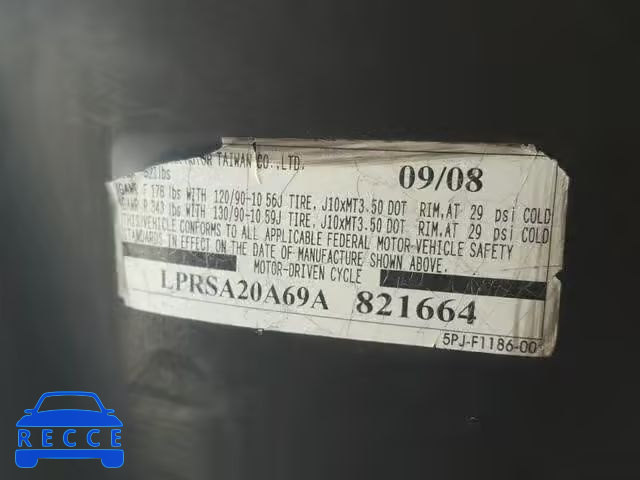 TAIWAN CO.,LTD.
09/08
lbs
F 178 lbs WITH 120/90-10 56J TIRE, J10xMT3.50 DOT RIM,AT 29 psi COLD
R 343 lbs WITH 130/90-10 59J TIRE, J10xMT3.50 DOT RIM,AT 29 psi COLD
THIS VEHICLE CONFORMS TO ALL APPLICABLE FEDERAL MOTOR-VEHICLE SAFETY
STANDARDS IN EFFECT ON THE DATE OF MANUFACTURE SHOWN ABOVE.
MOTOR-DRIVEN CYCLE
LPRSA20A69A 821664
5PJ-F1186-00
RECCE